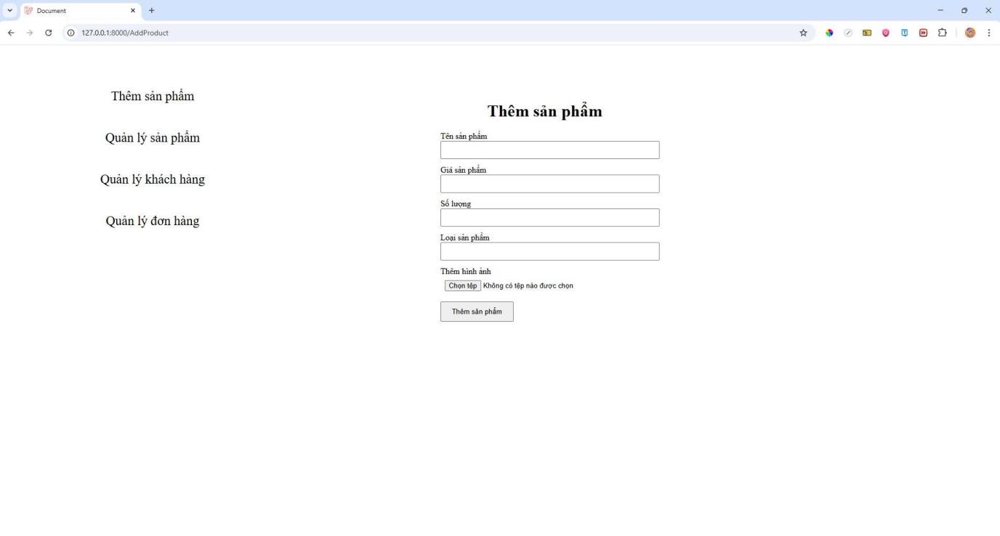 Document
127.0.0.1:8000/AddProduct
Thêm sản phẩm
Quản lý sản phẩm
Quản lý khách hàng
Quản lý đơn hàng
Thêm sản phẩm
Tên sản phẩm
Giá sản phẩm
Số lượng
Loại sản phẩm
Thêm hình ảnh
Chọn tệp Không có tệp nào được chọn
Thêm sản phẩm